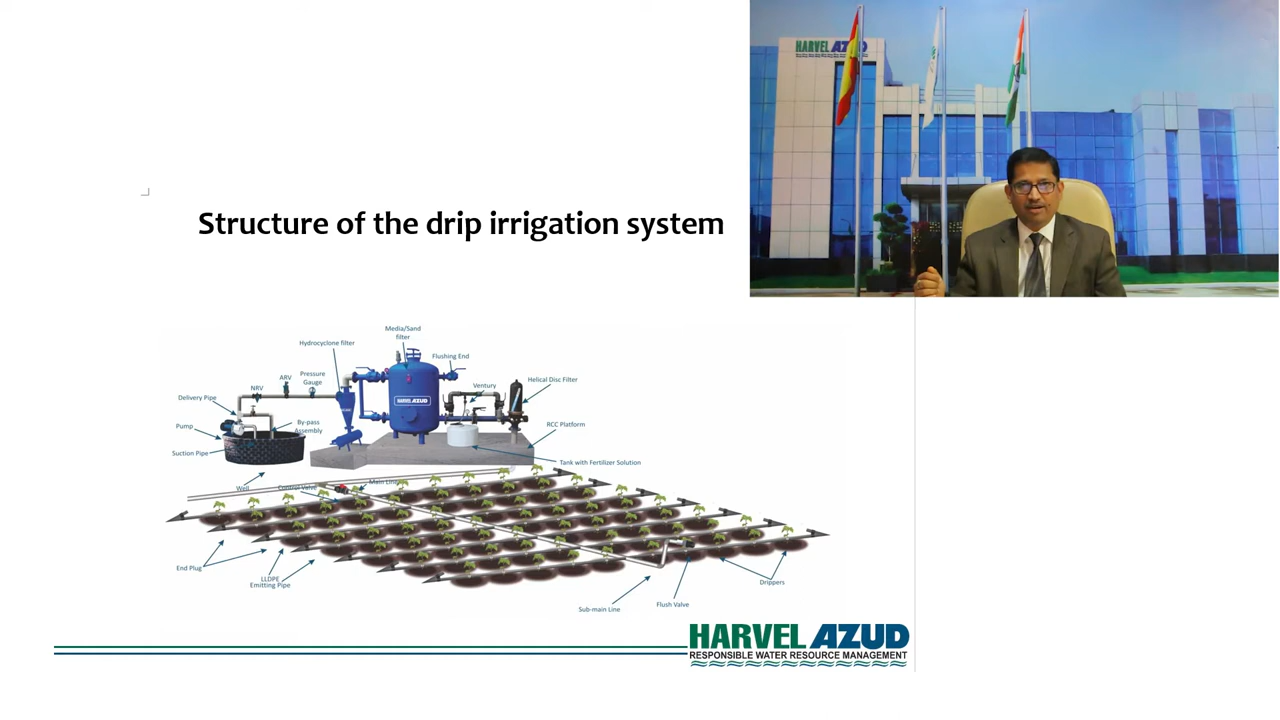 HARVEL AZUD
Structure of the drip irrigation system
Media/Sand
filter
Hydrocyclone filter
Flushing End
ARV
Pressure
Gauge
NRV
Ventury
Helical Disc Filter
Delivery Pipe
HARVEL AZUD
By-pass
Assembly
Pump
RCC Platform
Suction Pipe
Tank with Fertilizer Solution
Well
Control Valve
Main Line
End Plug
LLDPE
Emitting Pipe
Drippers
Sub-main Line
Flush Valve
HARVEL AZUD
RESPONSIBLE WATER RESOURCE MANAGEMENT